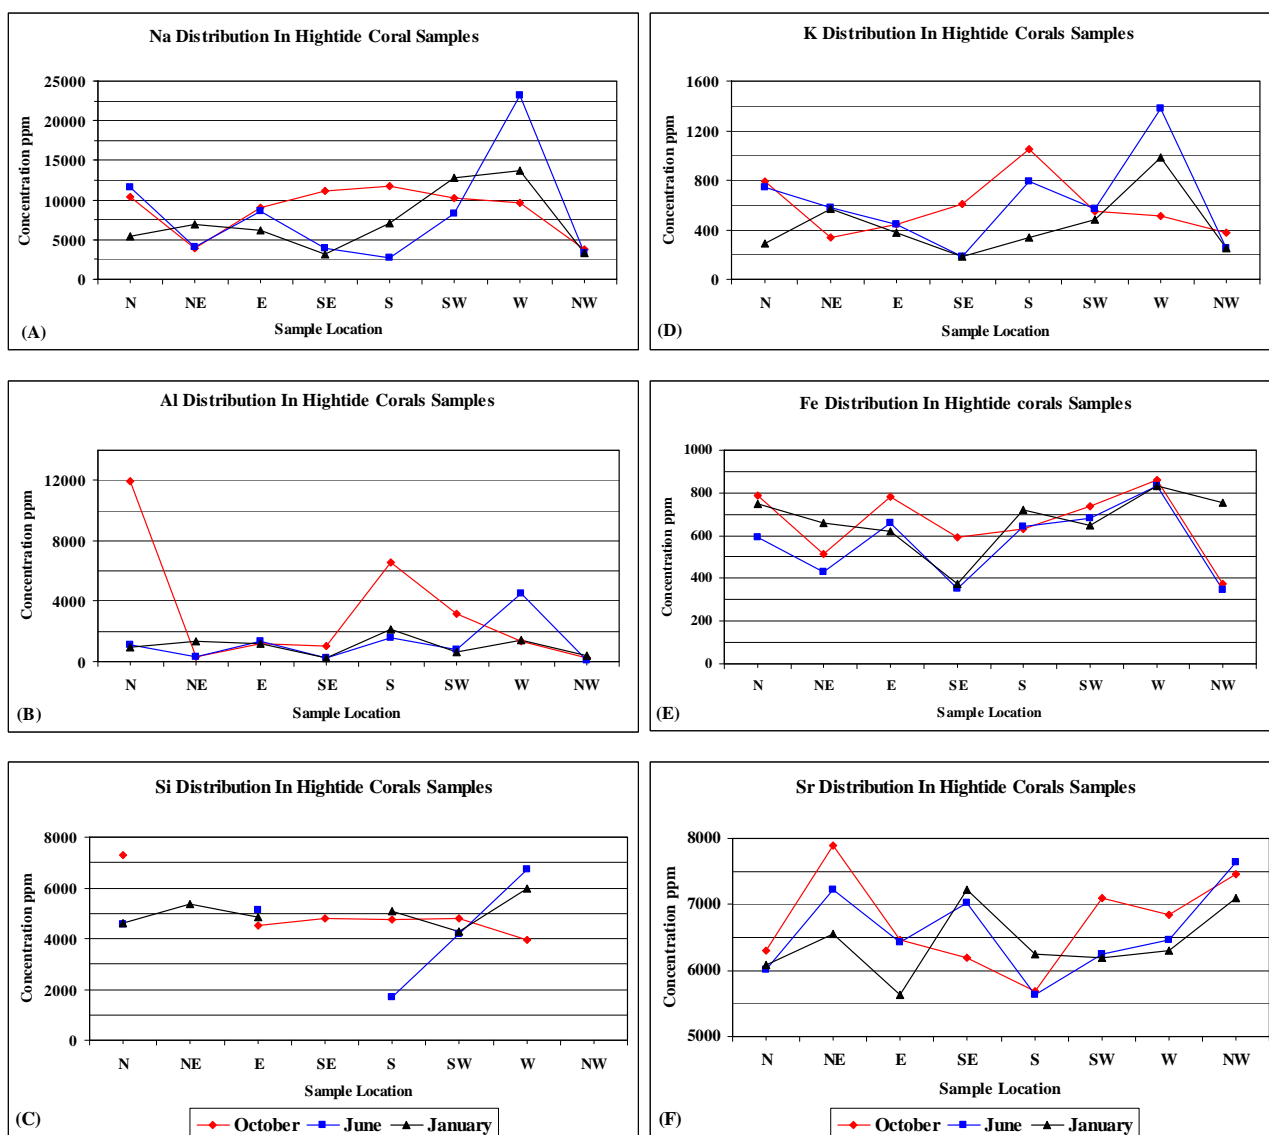 Na Distribution In Hightide Coral Samples
25000
20000
15000
10000
5000
0
Concentration ppm
N NE E SE S SW W NW
Sample Location
(A)
K Distribution In Hightide Corals Samples
1600
1200
800
400
0
Concentration ppm
N NE E SE S SW W NW
Sample Location
(D)
Al Distribution In Hightide Corals Samples
12000
8000
4000
0
Concentration ppm
N NE E SE S SW W NW
Sample Location
(B)
Fe Distribution In Hightide corals Samples
1000
800
600
400
200
0
Concentration ppm
N NE E SE S SW W NW
Sample Location
(E)
Si Distribution In Hightide Corals Samples
8000
6000
4000
2000
0
Concentration ppm
N NE E SE S SW W NW
Sample Location
(C)
October June January
Sr Distribution In Hightide Corals Samples
8000
7000
6000
5000
Concentration ppm
N NE E SE S SW W NW
Sample Location
(F)
October June January